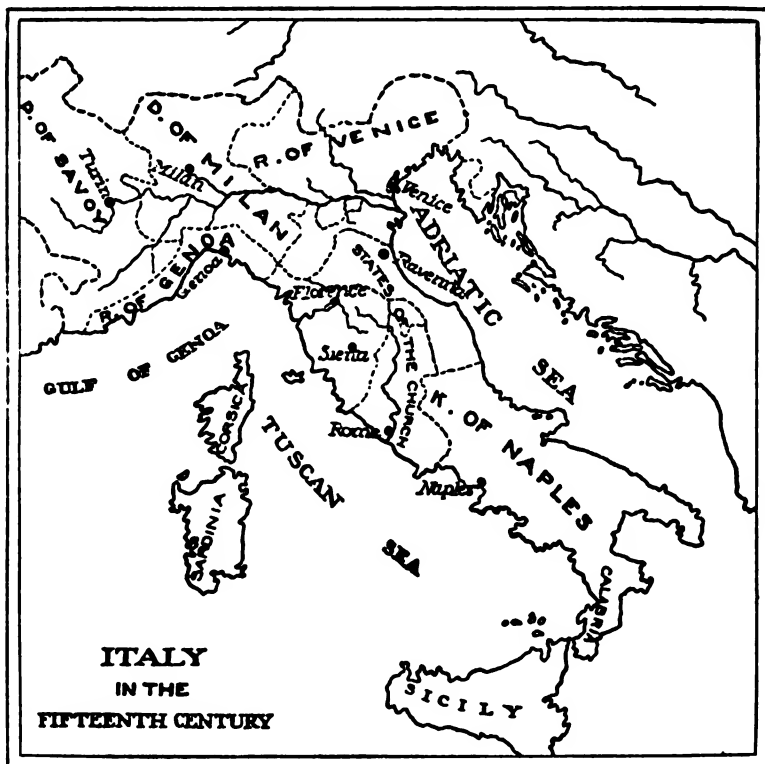 D. OF SAVOY
Turin
D. OF MILAN
Milan
R. OF VENICE
Venice
R. OF GENOA
Genoa
ADRIATIC SEA
STATES OF THE CHURCH
Ravenna
Florence
Siena
GULF OF GENOA
CORSICA
TUSCAN SEA
Rome
K. OF NAPLES
Naples
SARDINIA
CALABRIA
SICILY
ITALY
IN THE
FIFTEENTH CENTURY